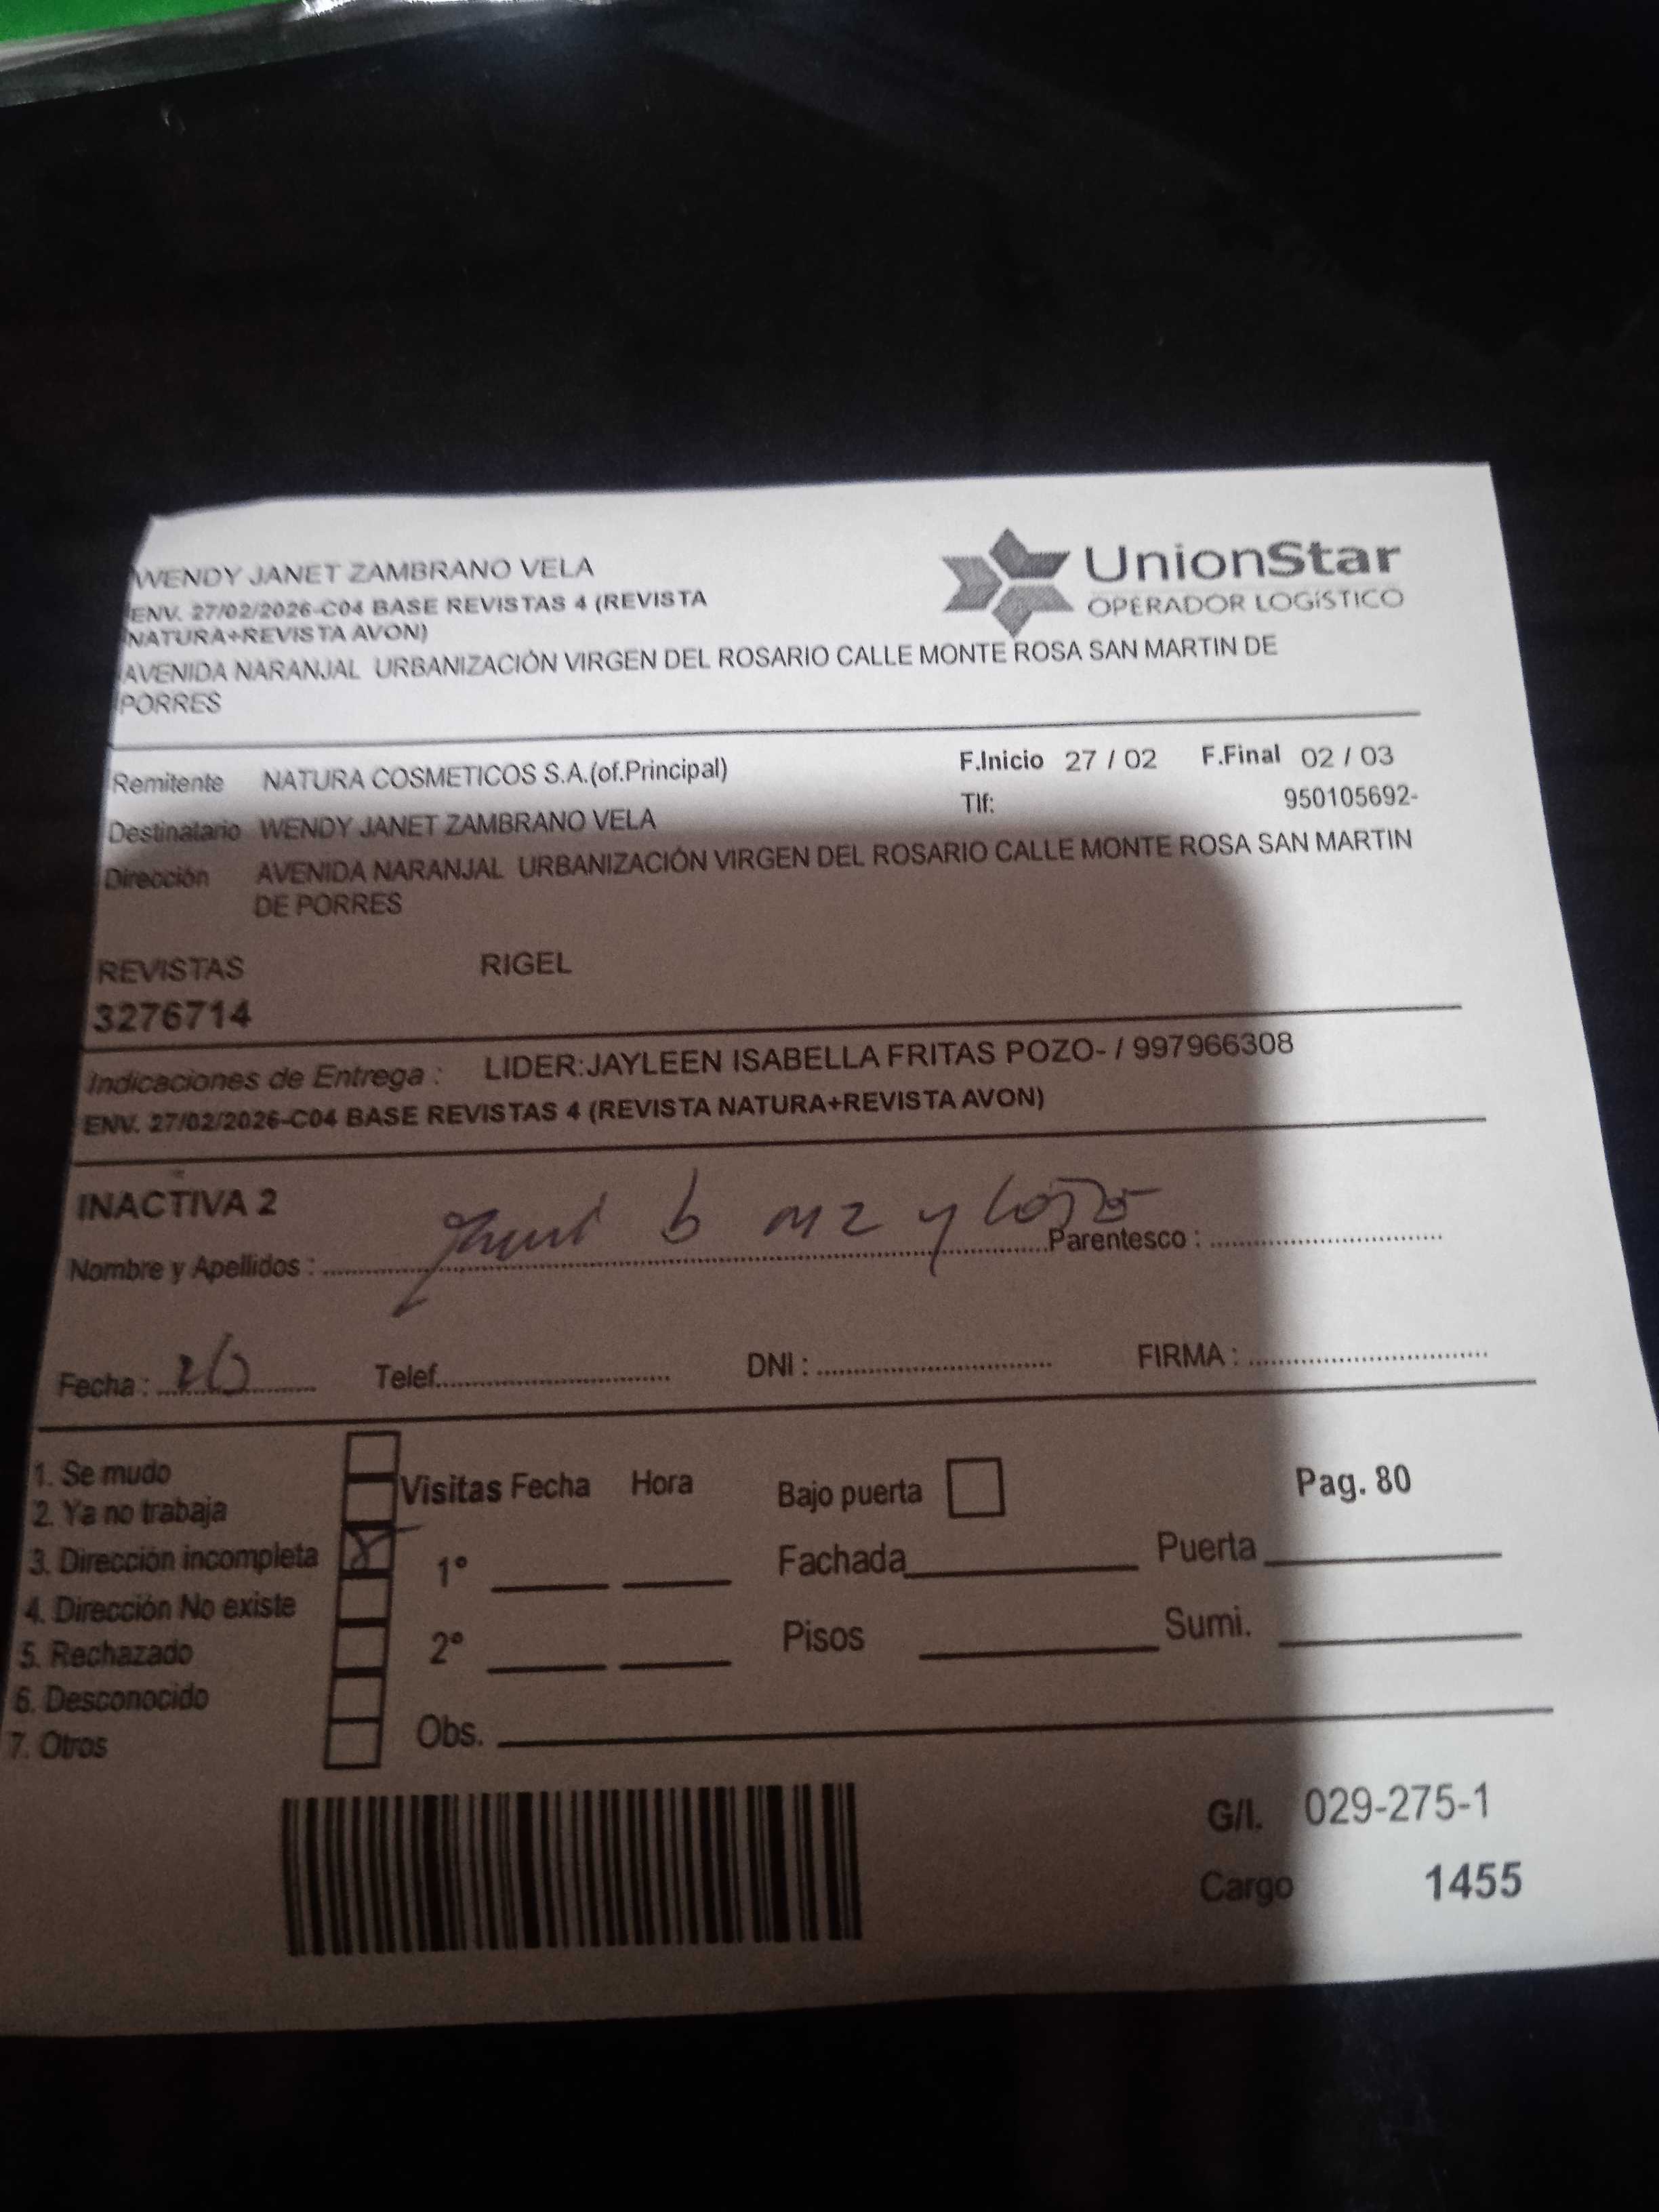 WENDY JANET ZAMBRANO VELA
ENV. 27/02/2026-C04 BASE REVISTAS 4 (REVISTA
NATURA+REVISTA AVON)
UnionStar
OPERADOR LOGÍSTICO
AVENIDA NARANJAL URBANIZACIÓN VIRGEN DEL ROSARIO CALLE MONTE ROSA SAN MARTIN DE
PORRES
Remitente NATURA COSMETICOS S.A.(of.Principal) F.Inicio 27 / 02 F.Final 02 / 03
Destinatario WENDY JANET ZAMBRANO VELA Tlf: 950105692-
Dirección AVENIDA NARANJAL URBANIZACIÓN VIRGEN DEL ROSARIO CALLE MONTE ROSA SAN MARTIN
DE PORRES
REVISTAS RIGEL
3276714
Indicaciones de Entrega : LIDER:JAYLEEN ISABELLA FRITAS POZO- / 997966308
ENV. 27/02/2026-C04 BASE REVISTAS 4 (REVISTA NATURA+REVISTA AVON)
INACTIVA 2
Nombre y Apellidos : mz y Parentesco :
Fecha : Telef. DNI : FIRMA :
1. Se mudo
2. Ya no trabaja
3. Dirección incompleta X
4. Dirección No existe
5. Rechazado
6. Desconocido
7. Otros
Visitas Fecha Hora Bajo puerta Pag. 80
1° Fachada Puerta
2° Pisos Sumi.
Obs.
G/I. 029-275-1
Cargo 1455